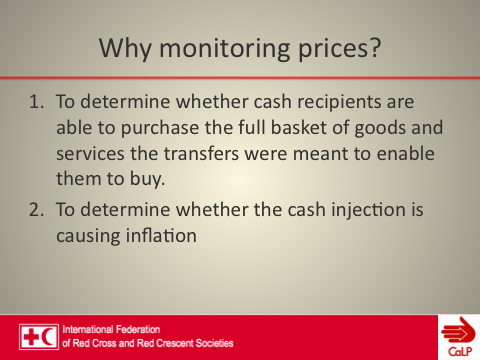 Why monitoring prices?
1. To determine whether cash recipients are
able to purchase the full basket of goods and
services the transfers were meant to enable
them to buy.
2. To determine whether the cash injection is
causing inflation
International Federation
of Red Cross and Red Crescent Societies
CaLP